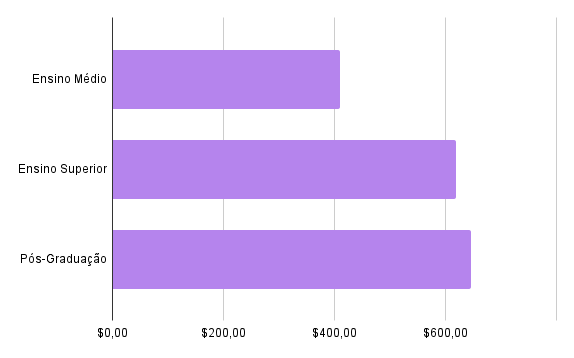 Ensino Médio
Ensino Superior
Pós-Graduação
$0,00 $200,00 $400,00 $600,00